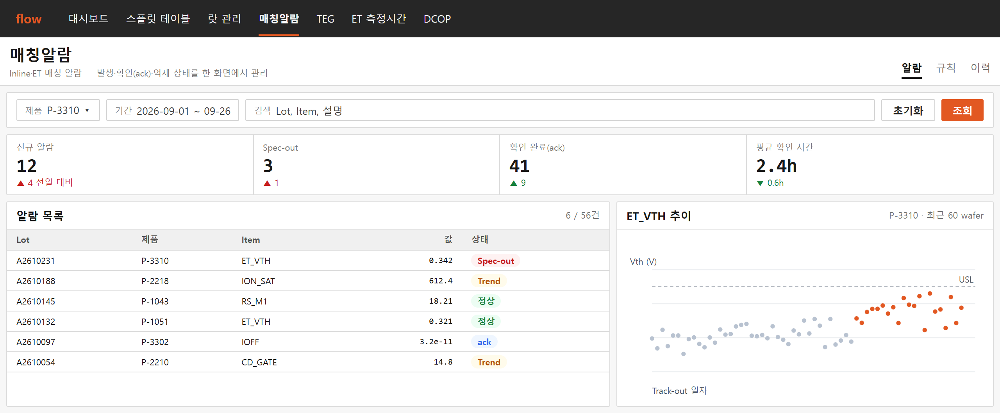 flow 대시보드 스플릿 테이블 랏 관리 매칭알람 TEG ET 측정시간 DCOP
매칭알람
Inline·ET 매칭 알람 — 발생·확인(ack)·억제 상태를 한 화면에서 관리
알람 규칙 이력
제품 P-3310 ▼ 기간 2026-09-01 ~ 09-26 검색 Lot, Item, 설명 초기화 조회
신규 알람
12
▲ 4 전일 대비
Spec-out
3
▲ 1
확인 완료(ack)
41
▲ 9
평균 확인 시간
2.4h
▼ 0.6h
알람 목록 6 / 56건
Lot 제품 Item 값 상태
A2610231 P-3310 ET_VTH 0.342 Spec-out
A2610188 P-2218 ION_SAT 612.4 Trend
A2610145 P-1043 RS_M1 18.21 정상
A2610132 P-1051 ET_VTH 0.321 정상
A2610097 P-3302 IOFF 3.2e-11 ack
A2610054 P-2210 CD_GATE 14.8 Trend
ET_VTH 추이 P-3310 · 최근 60 wafer
Vth (V)
USL
Track-out 일자